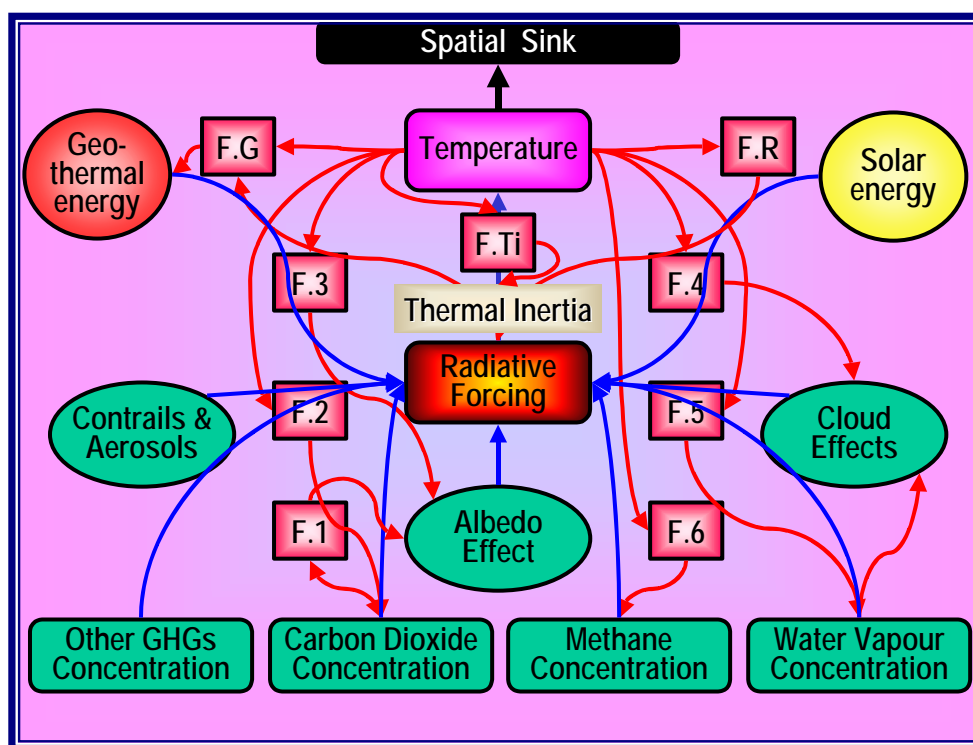 Spatial Sink
Geo-
thermal
energy
F.G
Temperature
F.R
Solar
energy
F.Ti
F.3
F.4
Thermal Inertia
Radiative
Forcing
Contrails &
Aerosols
F.2
F.5
Cloud
Effects
F.1
Albedo
Effect
F.6
Other GHGs
Concentration
Carbon Dioxide
Concentration
Methane
Concentration
Water Vapour
Concentration